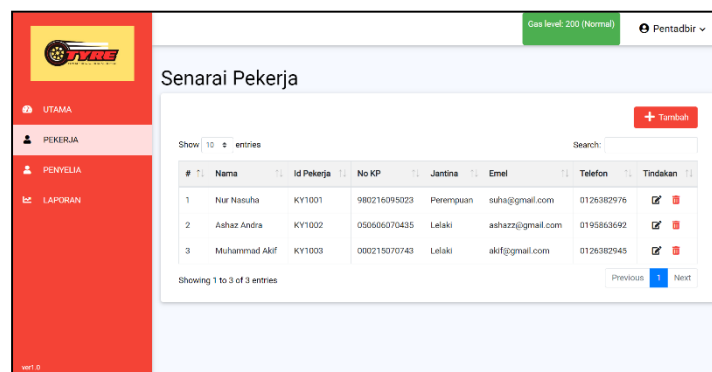 Gas level: 200 (Normal)
Pentadbir
TYRE
Senarai Pekerja
UTAMA
PEKERJA
PENYELIA
LAPORAN
Tambah
Show 10 entries Search:
# Nama Id Pekerja No KP Jantina Emel Telefon Tindakan
1 Nur Nasuha KY1001 980216095023 Perempuan suha@gmail.com 0126382976
2 Ashaz Andra KY1002 050606070435 Lelaki ashazz@gmail.com 0195863692
3 Muhammad Akif KY1003 000215070743 Lelaki akif@gmail.com 0126382945
Showing 1 to 3 of 3 entries
Previous 1 Next
ver1.0